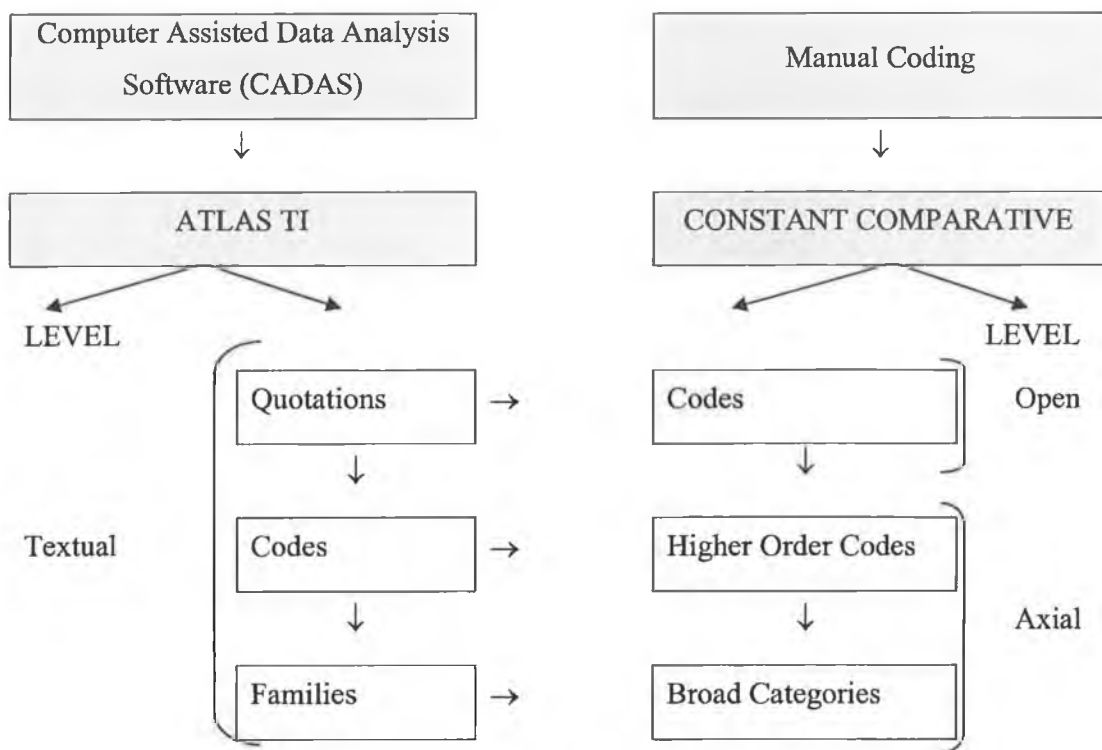 Computer Assisted Data Analysis
Software (CADAS)
Manual Coding
↓
↓
ATLAS TI
CONSTANT COMPARATIVE
LEVEL
LEVEL
Quotations
→
Codes
Open
↓
↓
Textual
Codes
→
Higher Order Codes
↓
↓
Axial
Families
→
Broad Categories